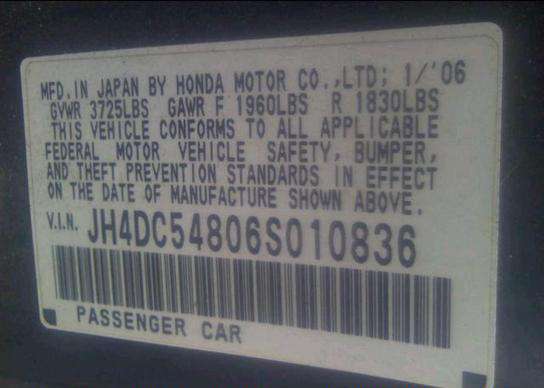 MFD. IN JAPAN BY HONDA MOTOR CO., LTD; 1/'06
GVWR 3725LBS GAWR F 1960LBS R 1830LBS
THIS VEHICLE CONFORMS TO ALL APPLICABLE
FEDERAL MOTOR VEHICLE SAFETY, BUMPER,
AND THEFT PREVENTION STANDARDS IN EFFECT
ON THE DATE OF MANUFACTURE SHOWN ABOVE.
V.I.N. JH4DC54806S010836
PASSENGER CAR